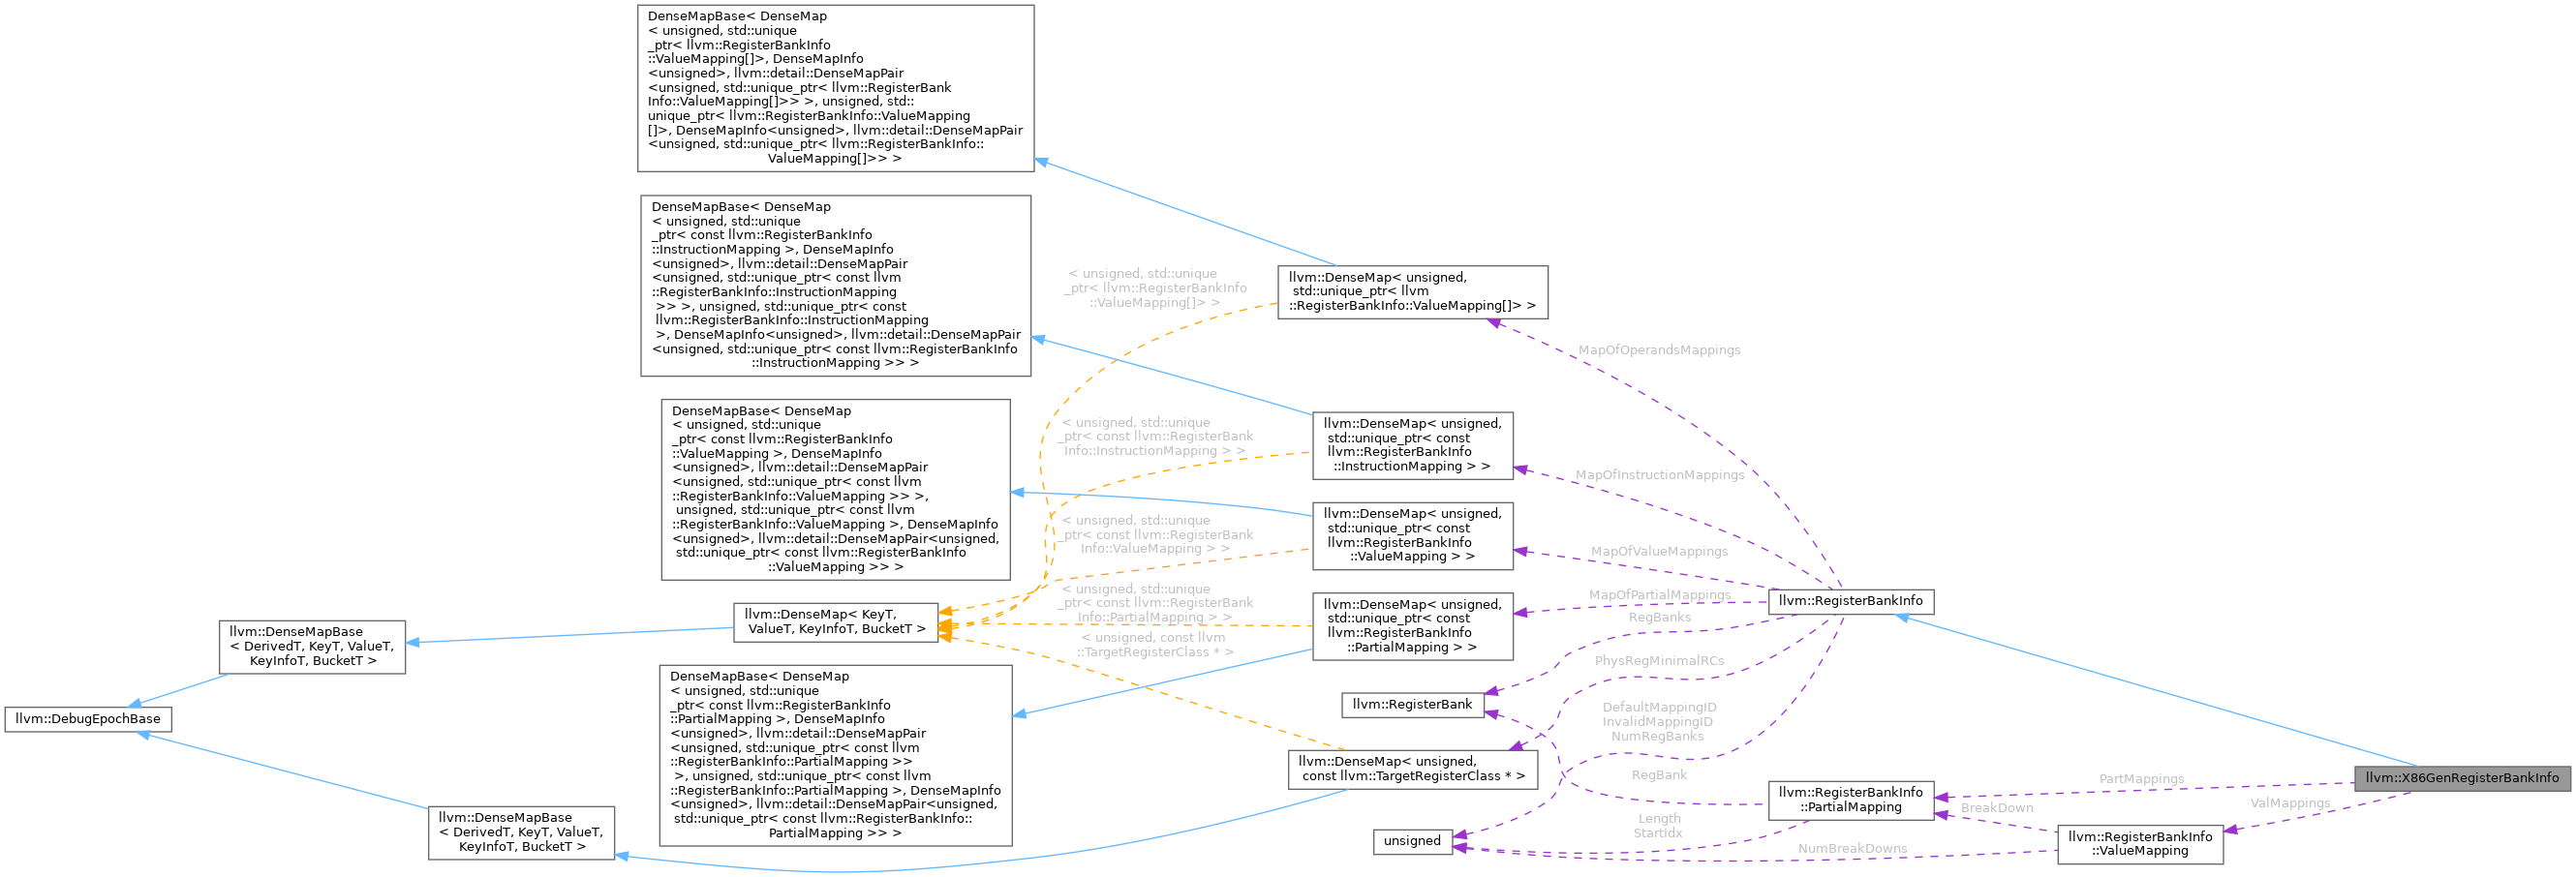 DenseMapBase< DenseMap
< unsigned, std::unique
_ptr< llvm::RegisterBankInfo
::ValueMapping[]>, DenseMapInfo
<unsigned>, llvm::detail::DenseMapPair
<unsigned, std::unique_ptr< llvm::RegisterBank
Info::ValueMapping[]>> >, unsigned, std::
unique_ptr< llvm::RegisterBankInfo::ValueMapping
[]>, DenseMapInfo<unsigned>, llvm::detail::DenseMapPair
<unsigned, std::unique_ptr< llvm::RegisterBankInfo::
ValueMapping[]>> >
DenseMapBase< DenseMap
< unsigned, std::unique
_ptr< const llvm::RegisterBankInfo
::InstructionMapping >, DenseMapInfo
<unsigned>, llvm::detail::DenseMapPair
<unsigned, std::unique_ptr< const llvm
::RegisterBankInfo::InstructionMapping
>> >, unsigned, std::unique_ptr< const
llvm::RegisterBankInfo::InstructionMapping
>, DenseMapInfo<unsigned>, llvm::detail::DenseMapPair
<unsigned, std::unique_ptr< const llvm::RegisterBankInfo
::InstructionMapping >> >
DenseMapBase< DenseMap
< unsigned, std::unique
_ptr< const llvm::RegisterBankInfo
::ValueMapping >, DenseMapInfo
<unsigned>, llvm::detail::DenseMapPair
<unsigned, std::unique_ptr< const llvm
::RegisterBankInfo::ValueMapping >> >,
unsigned, std::unique_ptr< const llvm
::RegisterBankInfo::ValueMapping >, DenseMapInfo
<unsigned>, llvm::detail::DenseMapPair<unsigned,
std::unique_ptr< const llvm::RegisterBankInfo
::ValueMapping >> >
llvm::DenseMap< KeyT,
ValueT, KeyInfoT, BucketT >
llvm::DenseMapBase
< DerivedT, KeyT, ValueT,
KeyInfoT, BucketT >
llvm::DebugEpochBase
DenseMapBase< DenseMap
< unsigned, std::unique
_ptr< const llvm::RegisterBankInfo
::PartialMapping >, DenseMapInfo
<unsigned>, llvm::detail::DenseMapPair
<unsigned, std::unique_ptr< const llvm
::RegisterBankInfo::PartialMapping >>
>, unsigned, std::unique_ptr< const llvm
::RegisterBankInfo::PartialMapping >, DenseMapInfo
<unsigned>, llvm::detail::DenseMapPair<unsigned,
std::unique_ptr< const llvm::RegisterBankInfo::
PartialMapping >> >
llvm::DenseMapBase
< DerivedT, KeyT, ValueT,
KeyInfoT, BucketT >
< unsigned, std::unique
_ptr< llvm::RegisterBankInfo
::ValueMapping[]> >
< unsigned, std::unique
_ptr< const llvm::RegisterBank
Info::InstructionMapping > >
< unsigned, std::unique
_ptr< const llvm::RegisterBank
Info::ValueMapping > >
< unsigned, std::unique
_ptr< const llvm::RegisterBank
Info::PartialMapping > >
< unsigned, const llvm
::TargetRegisterClass * >
llvm::DenseMap< unsigned,
std::unique_ptr< llvm
::RegisterBankInfo::ValueMapping[]> >
llvm::DenseMap< unsigned,
std::unique_ptr< const
llvm::RegisterBankInfo
::InstructionMapping > >
llvm::DenseMap< unsigned,
std::unique_ptr< const
llvm::RegisterBankInfo
::ValueMapping > >
llvm::DenseMap< unsigned,
std::unique_ptr< const
llvm::RegisterBankInfo
::PartialMapping > >
llvm::RegisterBank
llvm::DenseMap< unsigned,
const llvm::TargetRegisterClass * >
unsigned
MapOfOperandsMappings
MapOfInstructionMappings
MapOfValueMappings
MapOfPartialMappings
RegBanks
PhysRegMinimalRCs
DefaultMappingID
InvalidMappingID
NumRegBanks
RegBank
Length
StartIdx
NumBreakDowns
llvm::RegisterBankInfo
llvm::RegisterBankInfo
::PartialMapping
BreakDown
llvm::RegisterBankInfo
::ValueMapping
PartMappings
ValMappings
llvm::X86GenRegisterBankInfo